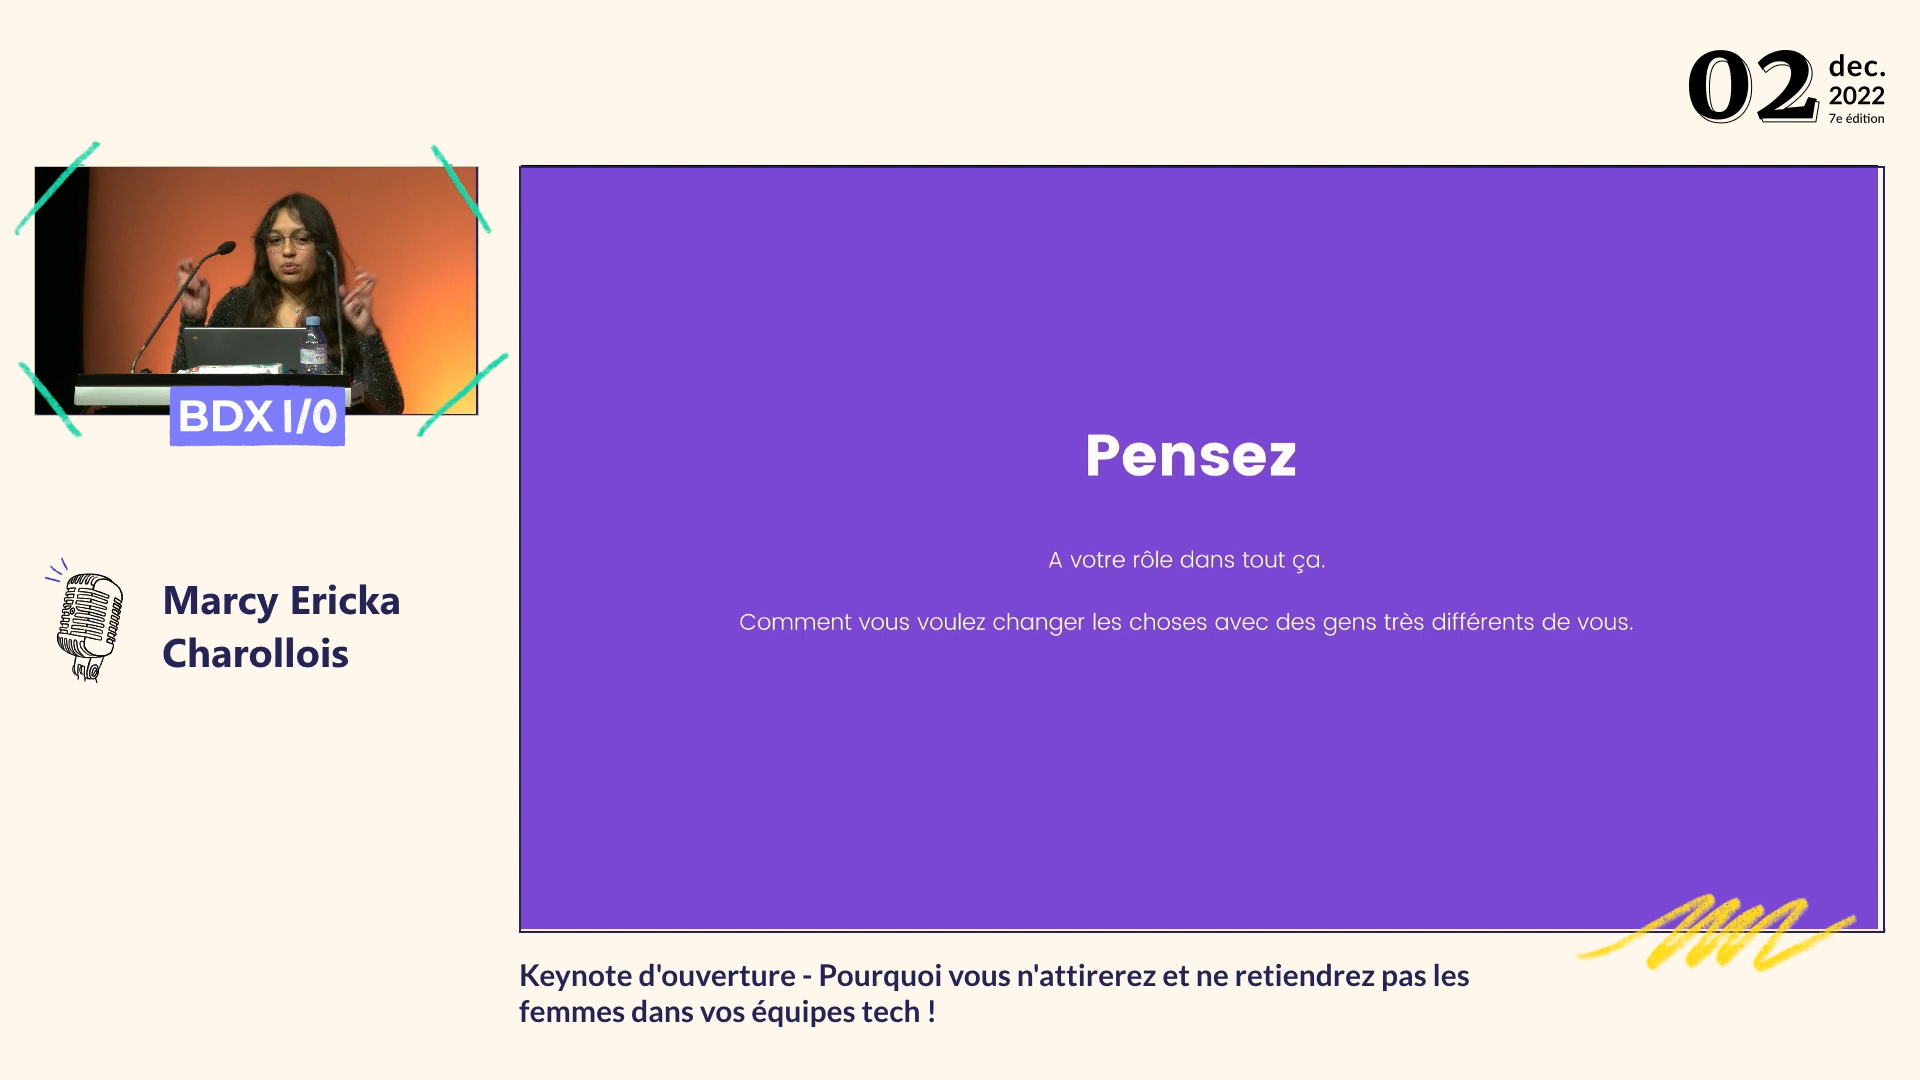 02
dec.
2022
7e édition
BDX I/O
Marcy Ericka
Charollois
Pensez
A votre rôle dans tout ça.
Comment vous voulez changer les choses avec des gens très différents de vous.
Keynote d'ouverture - Pourquoi vous n'attirerez et ne retiendrez pas les
femmes dans vos équipes tech !